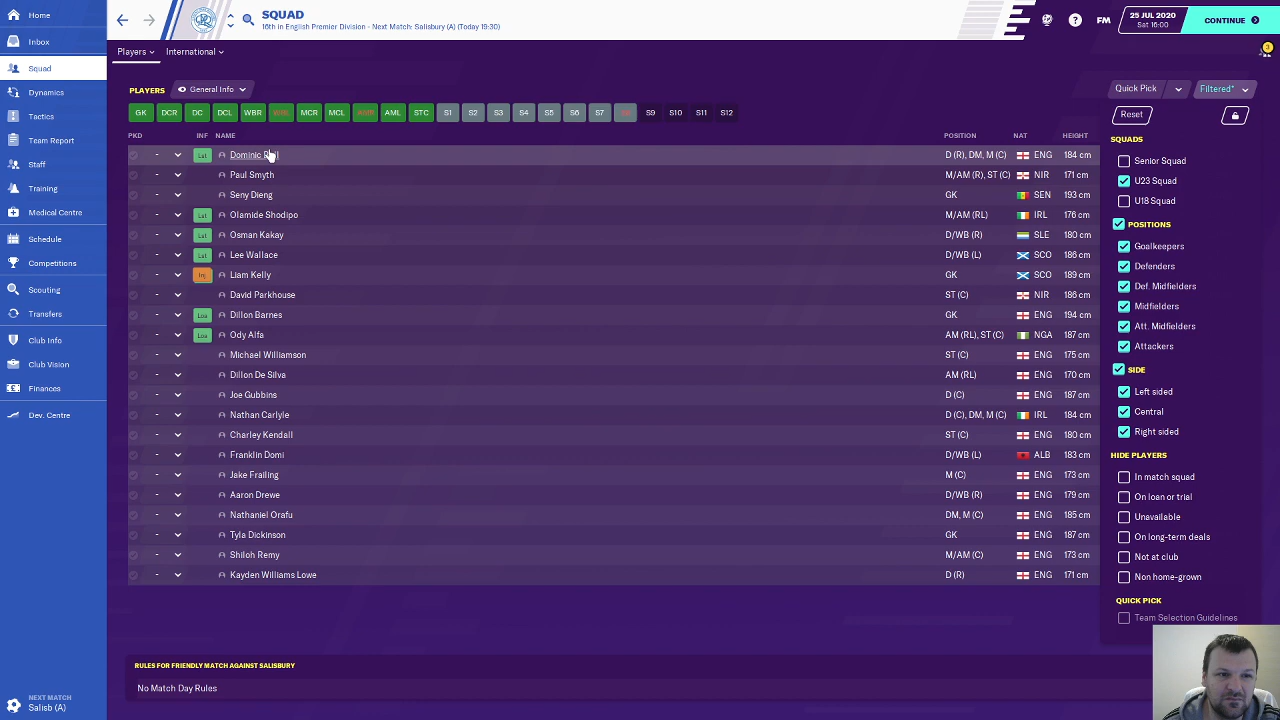 Home
Inbox
Squad
Dynamics
Tactics
Team Report
Staff
Training
Medical Centre
Schedule
Competitions
Scouting
Transfers
Club Info
Club Vision
Finances
Dev. Centre
NEXT MATCH
Salisb (A)
SQUAD
16th in English Premier Division - Next Match: Salisbury (A) (Today 19:30)
FM
25 JUL 2020
Sat 16:00
CONTINUE
Players
International
PLAYERS
General Info
Quick Pick
Filtered*
GK DCR DC DCL WBR WBL MCR MCL AMR AML STC S1 S2 S3 S4 S5 S6 S7 S8 S9 S10 S11 S12
PKD INF NAME POSITION NAT HEIGHT
- Lst Dominic D (R), DM, M (C) ENG 184 cm
- Paul Smyth M/AM (R), ST (C) NIR 171 cm
- Seny Dieng GK SEN 193 cm
- Lst Olamide Shodipo M/AM (RL) IRL 176 cm
- Lst Osman Kakay D/WB (R) SLE 180 cm
- Lst Lee Wallace D/WB (L) SCO 186 cm
- Inj Liam Kelly GK SCO 189 cm
- David Parkhouse ST (C) NIR 186 cm
- Loa Dillon Barnes GK ENG 194 cm
- Loa Ody Alfa AM (RL), ST (C) NGA 187 cm
- Michael Williamson ST (C) ENG 175 cm
- Dillon De Silva AM (RL) ENG 170 cm
- Joe Gubbins D (C) ENG 187 cm
- Nathan Carlyle D (C), DM, M (C) IRL 184 cm
- Charley Kendall ST (C) ENG 180 cm
- Franklin Domi D/WB (L) ALB 183 cm
- Jake Frailing M (C) ENG 173 cm
- Aaron Drewe D/WB (R) ENG 179 cm
- Nathaniel Orafu DM, M (C) ENG 185 cm
- Tyla Dickinson GK ENG 187 cm
- Shiloh Remy M/AM (C) ENG 173 cm
- Kayden Williams Lowe D (R) ENG 171 cm
Reset
SQUADS
Senior Squad
U23 Squad
U18 Squad
POSITIONS
Goalkeepers
Defenders
Def. Midfielders
Midfielders
Att. Midfielders
Attackers
SIDE
Left sided
Central
Right sided
HIDE PLAYERS
In match squad
On loan or trial
Unavailable
On long-term deals
Not at club
Non home-grown
QUICK PICK
Team Selection Guidelines
RULES FOR FRIENDLY MATCH AGAINST SALISBURY
No Match Day Rules